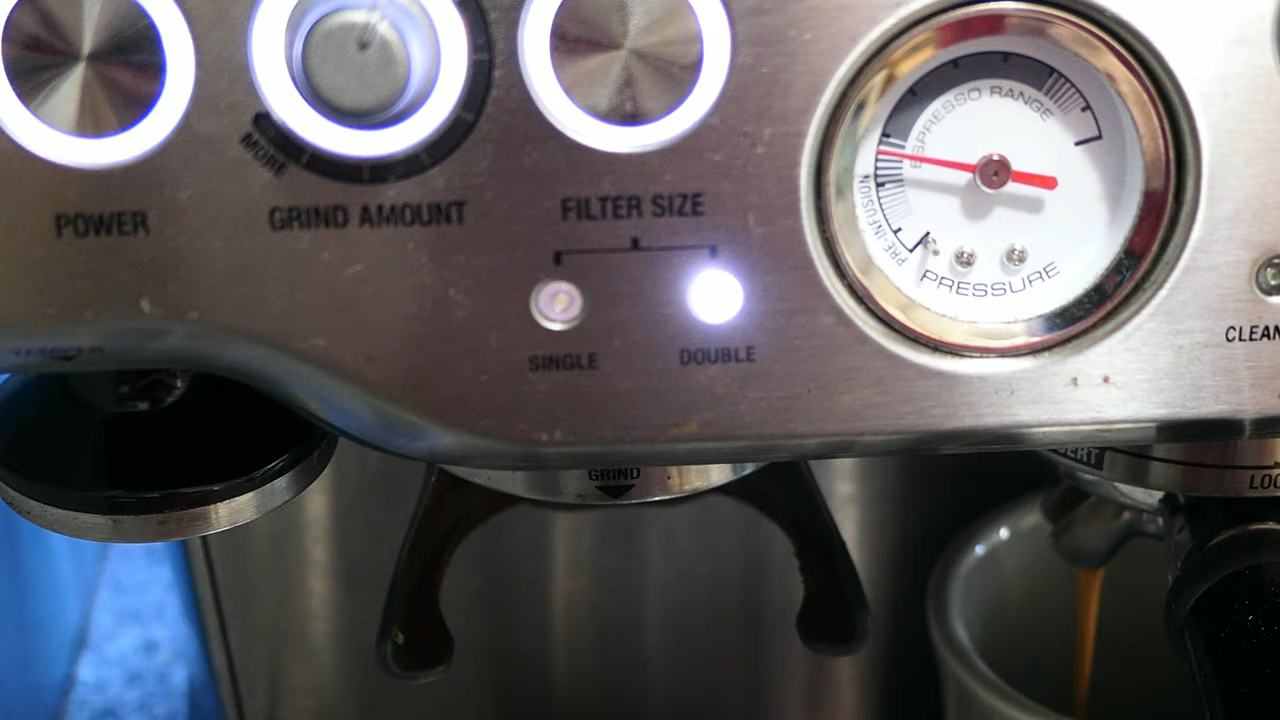 MORE
POWER
GRIND AMOUNT
FILTER SIZE
SINGLE
DOUBLE
ESPRESSO RANGE
PRE-INFUSION
PRESSURE
CLEAN
GRIND